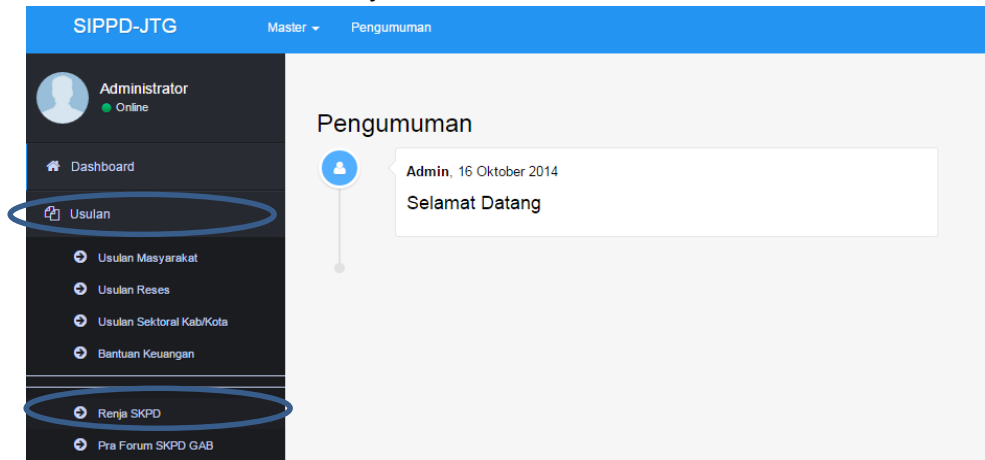 SIPPD-JTG
Master
Pengumuman
Administrator
Online
Dashboard
Usulan
Usulan Masyarakat
Usulan Reses
Usulan Sektoral Kab/Kota
Bantuan Keuangan
Renja SKPD
Pra Forum SKPD GAB
Pengumuman
Admin, 16 Oktober 2014
Selamat Datang